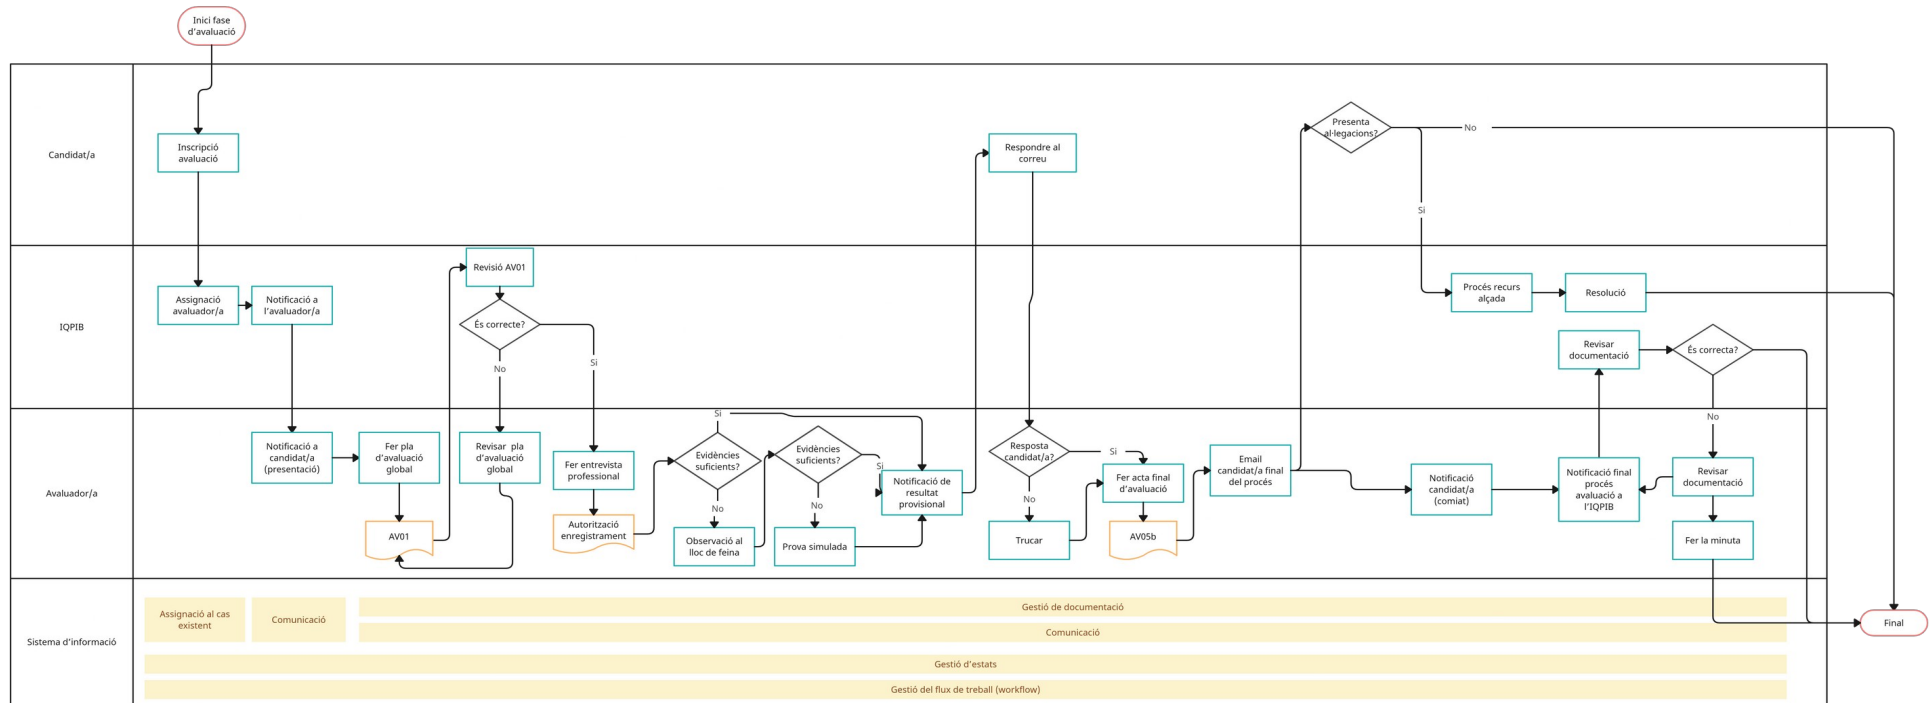 Inici fase
d'avaluació
Candidat/a
Inscripció
avaluació
Respondre al
correu
Presenta
al·legacions?
No
Si
IQPIB
Assignació
avaluador/a
Notificació a
l'avaluador/a
Revisió AV01
És correcte?
No
Si
Procés recurs
alçada
Resolució
Revisar
documentació
És correcta?
No
Avaluador/a
Notificació a
candidat/a
(presentació)
Fer pla
d'avaluació
global
AV01
Revisar pla
d'avaluació
global
Fer entrevista
professional
Autorització
enregistrament
Si
Evidències
suficients?
No
Observació al
lloc de feina
Evidències
suficients?
Si
No
Prova simulada
Notificació de
resultat
provisional
Resposta
candidat/a?
Si
No
Trucar
Fer acta final
d'avaluació
AV05b
Email
candidat/a final
del procés
Notificació
candidat/a
(comiat)
Notificació final
procés
avaluació a
l'IQPIB
Revisar
documentació
Fer la minuta
Sistema d'informació
Assignació al cas
existent
Comunicació
Gestió de documentació
Comunicació
Gestió d'estats
Gestió del flux de treball (workflow)
Final